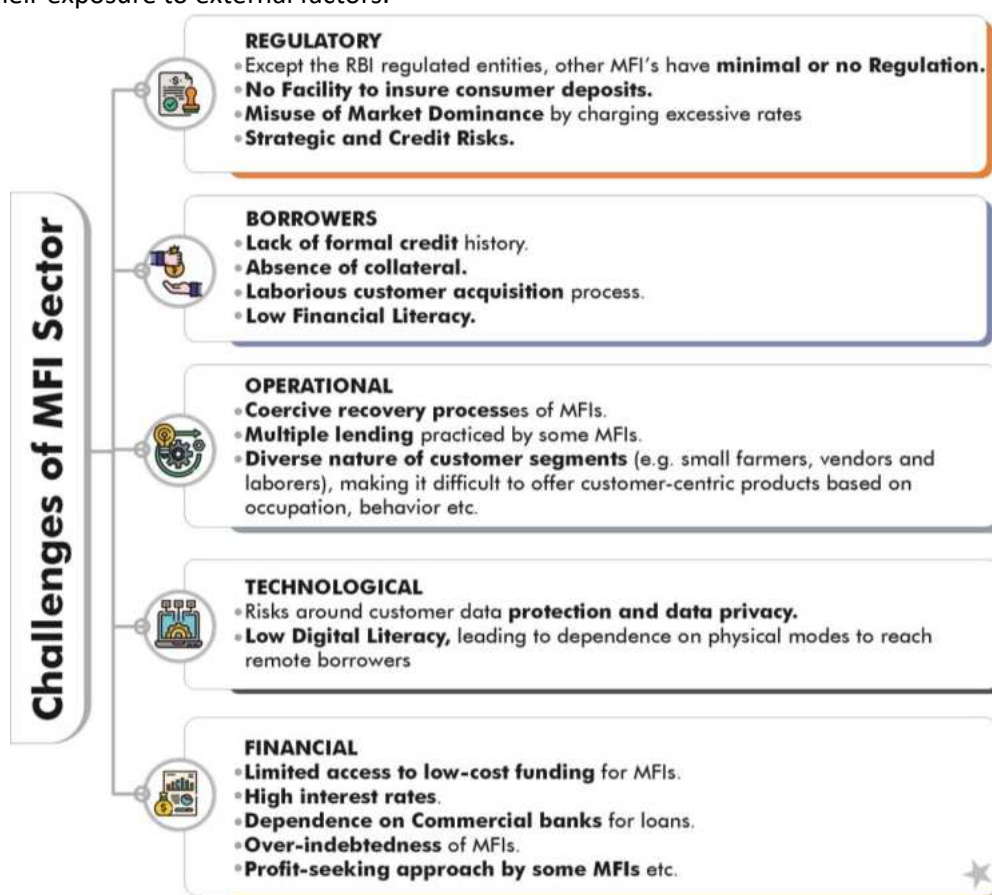 heir exposure to external factors.
Challenges of MFI Sector
REGULATORY
• Except the RBI regulated entities, other MFI's have minimal or no Regulation.
• No Facility to insure consumer deposits.
• Misuse of Market Dominance by charging excessive rates
• Strategic and Credit Risks.
BORROWERS
• Lack of formal credit history.
• Absence of collateral.
• Laborious customer acquisition process.
• Low Financial Literacy.
OPERATIONAL
• Coercive recovery processes of MFIs.
• Multiple lending practiced by some MFIs.
• Diverse nature of customer segments (e.g. small farmers, vendors and
laborers), making it difficult to offer customer-centric products based on
occupation, behavior etc.
TECHNOLOGICAL
• Risks around customer data protection and data privacy.
• Low Digital Literacy, leading to dependence on physical modes to reach
remote borrowers
FINANCIAL
• Limited access to low-cost funding for MFIs.
• High interest rates.
• Dependence on Commercial banks for loans.
• Over-indebtedness of MFIs.
• Profit-seeking approach by some MFIs etc.